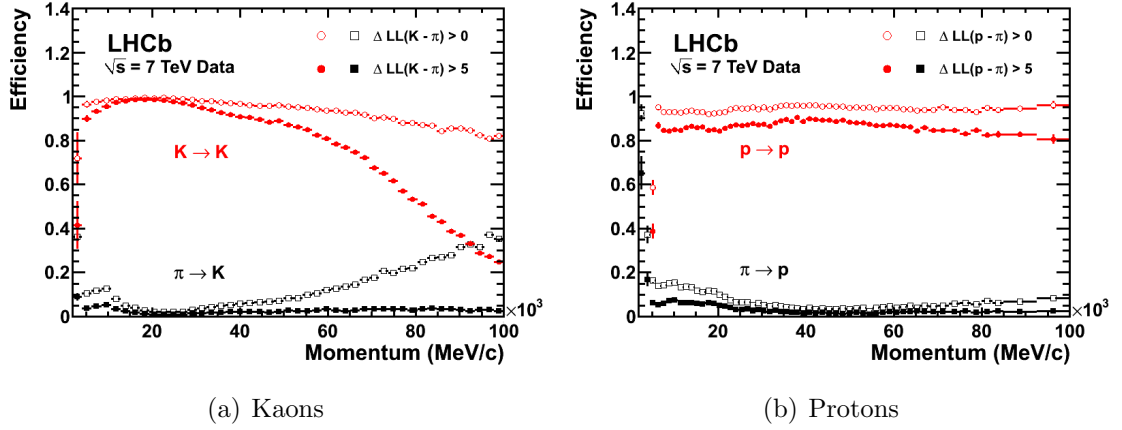 Efficiency
1.4
1.2
1
0.8
0.6
0.4
0.2
0
LHCb
√s = 7 TeV Data
Δ LL(K - π) > 0
Δ LL(K - π) > 5
K → K
π → K
20
40
60
80
100
×10³
Momentum (MeV/c)
(a) Kaons
Efficiency
1.4
1.2
1
0.8
0.6
0.4
0.2
0
LHCb
√s = 7 TeV Data
Δ LL(p - π) > 0
Δ LL(p - π) > 5
p → p
π → p
20
40
60
80
100
×10³
Momentum (MeV/c)
(b) Protons